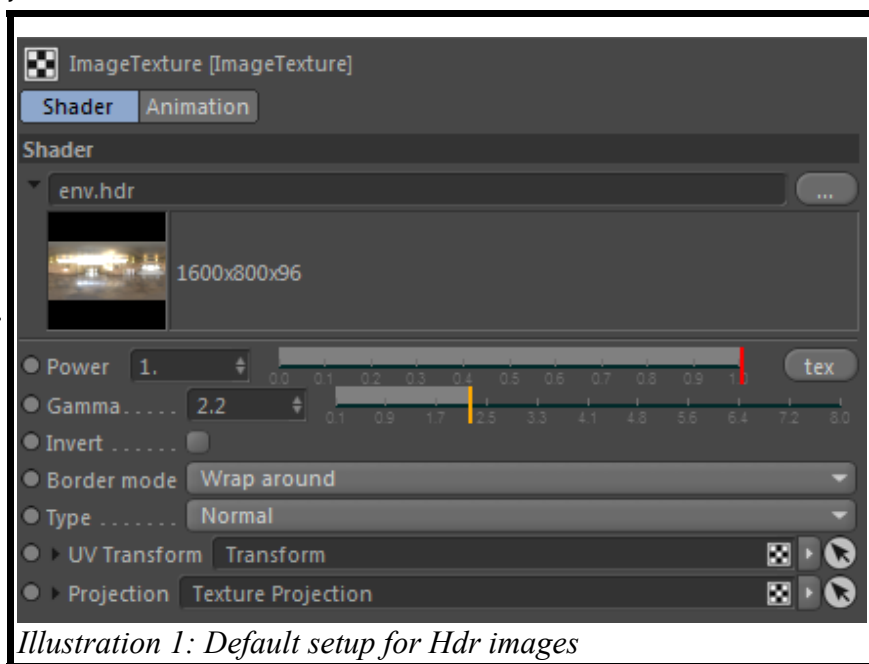 ImageTexture [ImageTexture]
Shader Animation
Shader
env.hdr ...
1600x800x96
Power 1. 0.0 0.1 0.2 0.3 0.4 0.5 0.6 0.7 0.8 0.9 1.0 tex
Gamma..... 2.2 0.1 0.9 1.7 2.5 3.3 4.1 4.8 5.6 6.4 7.2 8.0
Invert ......
Border mode Wrap around
Type ....... Normal
UV Transform Transform
Projection Texture Projection
Illustration 1: Default setup for Hdr images